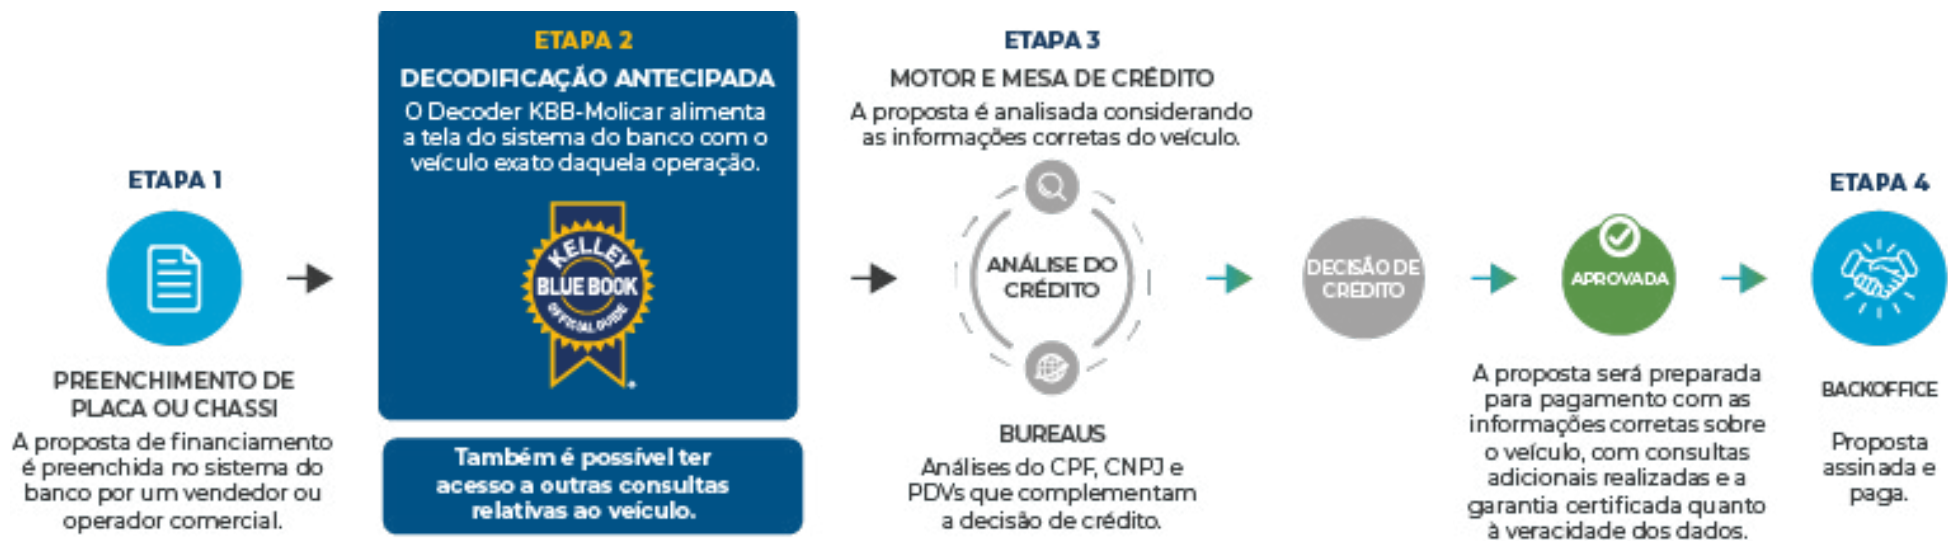 ETAPA 1
PREENCHIMENTO DE
PLACA OU CHASSI
A proposta de financiamento
é preenchida no sistema do
banco por um vendedor ou
operador comercial.
ETAPA 2
DECODIFICAÇÃO ANTECIPADA
O Decoder KBB-Molicar alimenta
a tela do sistema do banco com o
veículo exato daquela operação.
KELLEY
BLUE BOOK
OFFICIAL GUIDE
Também é possível ter
acesso a outras consultas
relativas ao veículo.
ETAPA 3
MOTOR E MESA DE CRÉDITO
A proposta é analisada considerando
as informações corretas do veículo.
ANÁLISE DO
CRÉDITO
BUREAUS
Análises do CPF, CNPJ e
PDVs que complementam
a decisão de crédito.
DECISÃO DE
CRÉDITO
APROVADA
A proposta será preparada
para pagamento com as
informações corretas sobre
o veículo, com consultas
adicionais realizadas e a
garantia certificada quanto
à veracidade dos dados.
ETAPA 4
BACKOFFICE
Proposta
assinada e
paga.